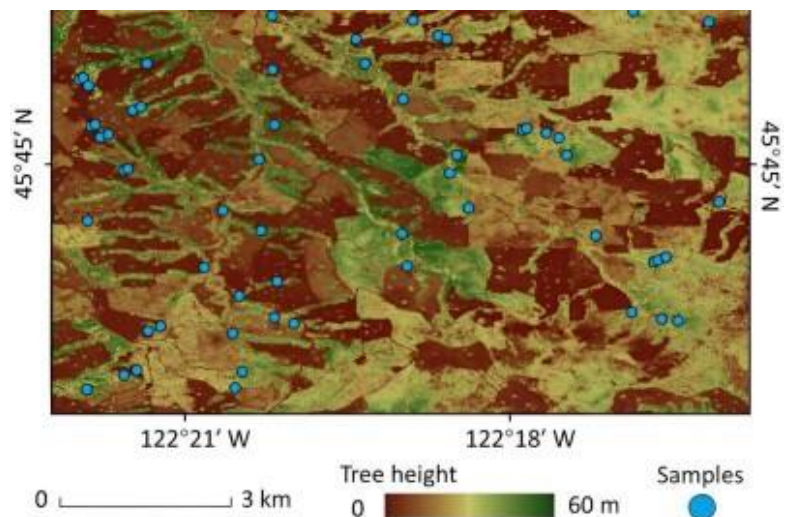 45°45′ N
45°45′ N
122°21′ W 122°18′ W
Tree height Samples
0 3 km 0 60 m